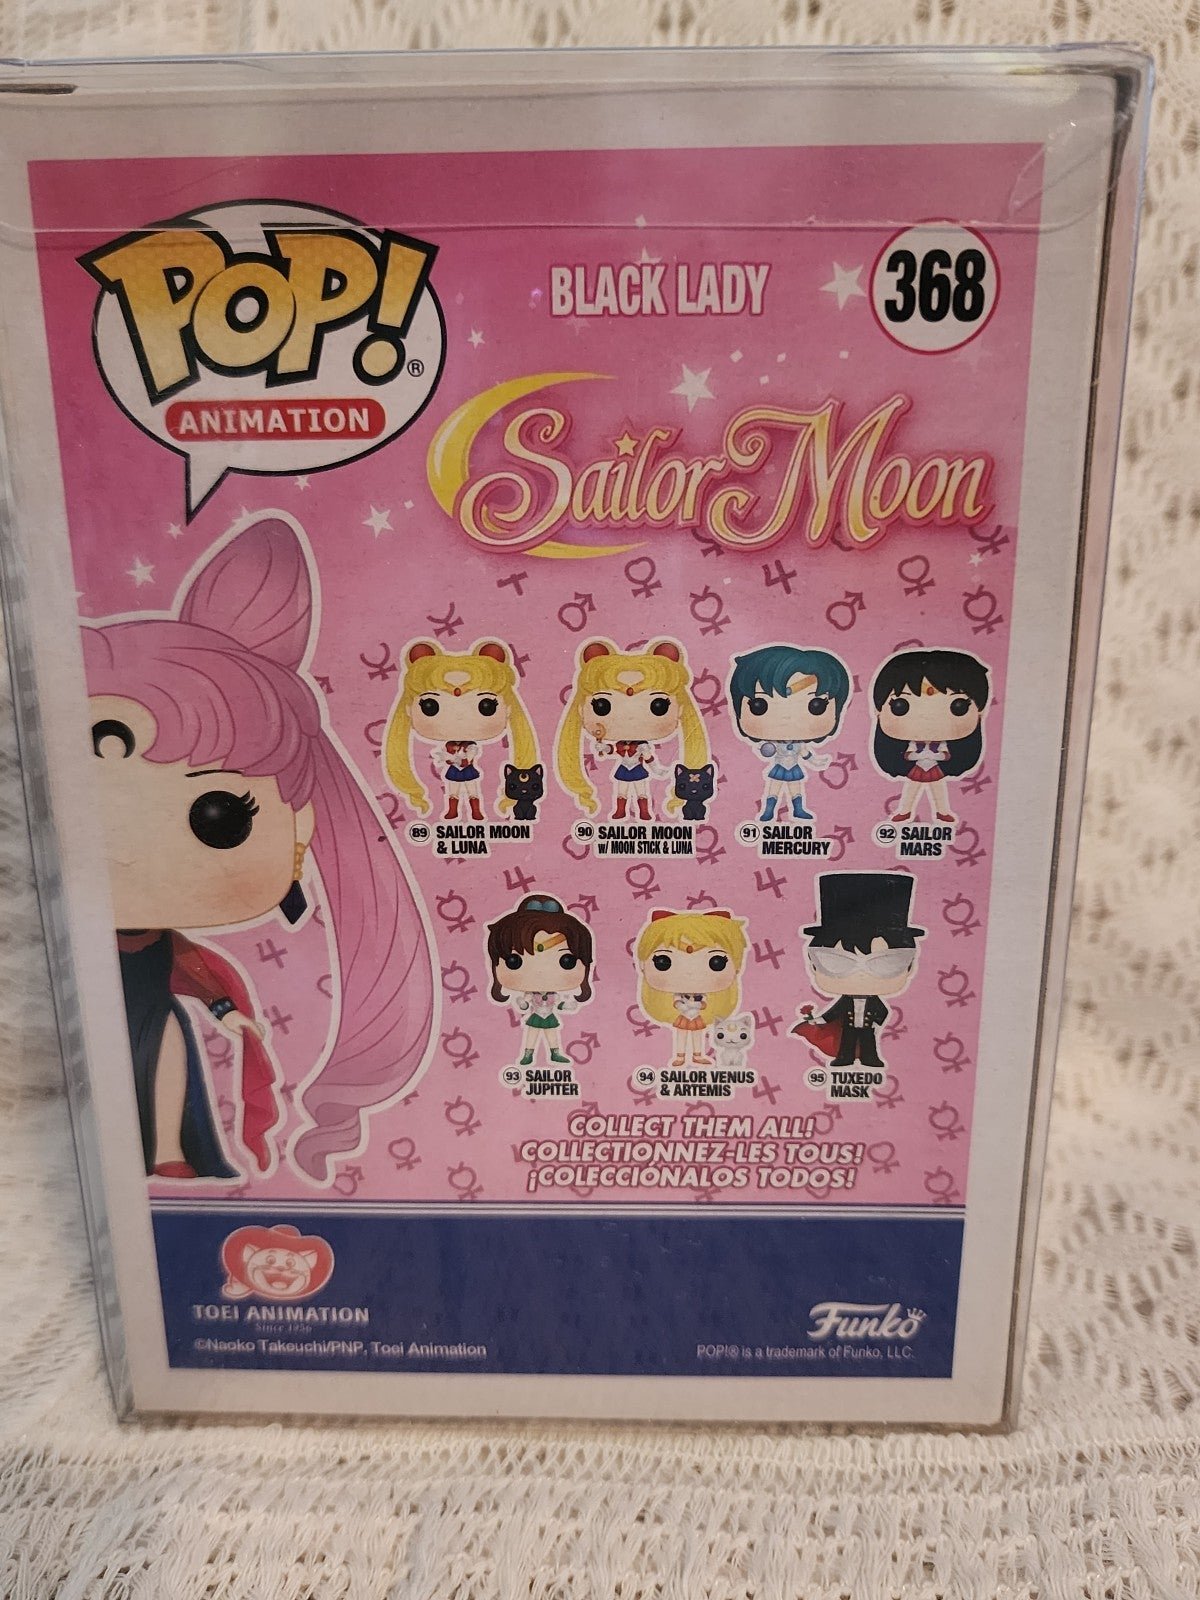 POP!®
ANIMATION
BLACK LADY
368
Sailor Moon
89 SAILOR MOON
& LUNA
90 SAILOR MOON
w/ MOON STICK & LUNA
91 SAILOR
MERCURY
92 SAILOR
MARS
93 SAILOR
JUPITER
94 SAILOR VENUS
& ARTEMIS
95 TUXEDO
MASK
COLLECT THEM ALL!
COLLECTIONNEZ-LES TOUS!
¡COLECCIÓNALOS TODOS!
TOEI ANIMATION
Since 1956
©Naoko Takeuchi/PNP, Toei Animation
Funko
POP!® is a trademark of Funko, LLC.